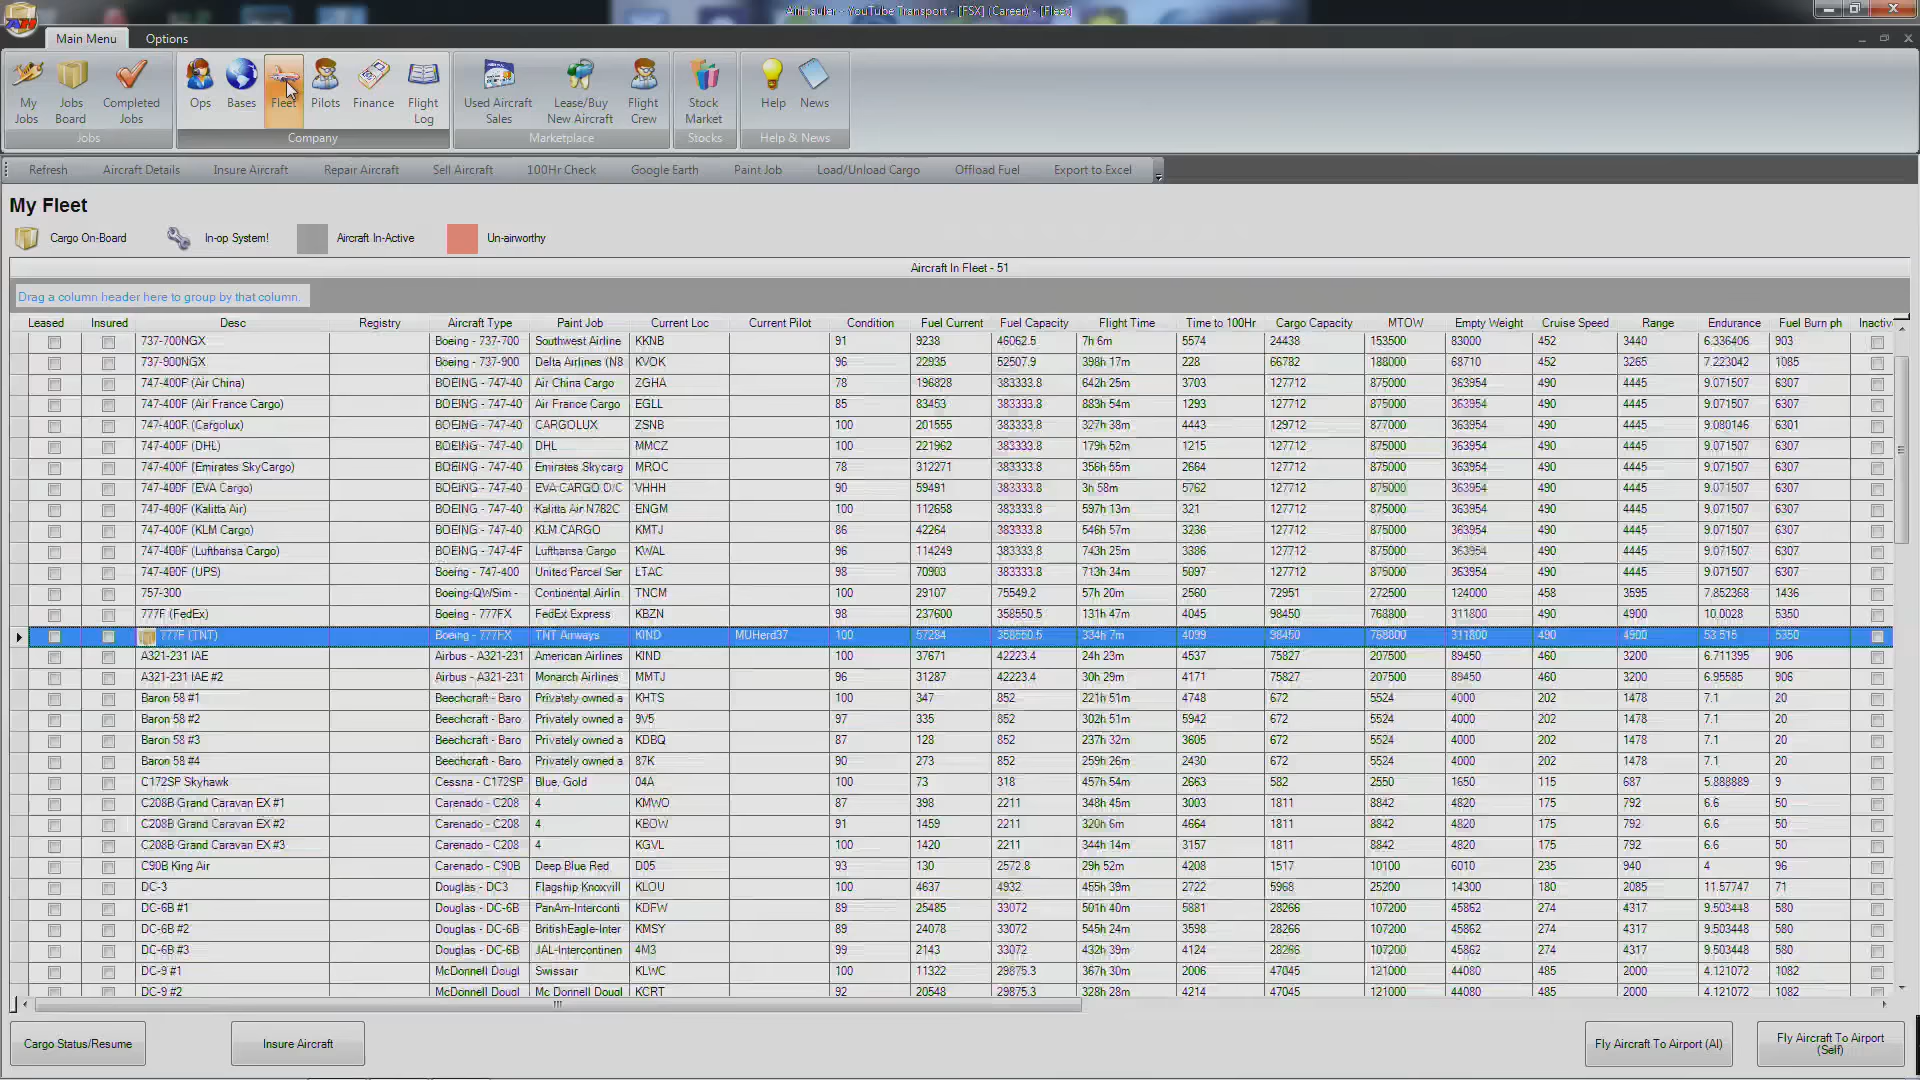 AirHauler - YouTube Transport - [FSX] (Career) - [Fleet]
Main Menu Options
My Jobs Jobs Board Completed Jobs Ops Bases Fleet Pilots Finance Flight Log Used Aircraft Sales Lease/Buy New Aircraft Flight Crew Stock Market Help News
Jobs Company Marketplace Stocks Help & News
Refresh Aircraft Details Insure Aircraft Repair Aircraft Sell Aircraft 100Hr Check Google Earth Paint Job Load/Unload Cargo Offload Fuel Export to Excel
My Fleet
Cargo On-Board In-op System! Aircraft In-Active Un-airworthy
Aircraft In Fleet - 51
Drag a column header here to group by that column.
Leased Insured Desc Registry Aircraft Type Paint Job Current Loc Current Pilot Condition Fuel Current Fuel Capacity Flight Time Time to 100Hr Cargo Capacity MTOW Empty Weight Cruise Speed Range Endurance Fuel Burn ph Inactiv
737-700NGX Boeing - 737-700 Southwest Airline KKNB 91 9238 46062.5 7h 6m 5574 24438 153500 83000 452 3440 6.336406 903
737-900NGX Boeing - 737-900 Delta Airlines (N8 KVOK 96 22935 52507.9 398h 17m 228 66782 188000 68710 452 3265 7.223042 1085
747-400F (Air China) BOEING - 747-40 Air China Cargo ZGHA 78 196828 383333.8 642h 25m 3703 127712 875000 363954 490 4445 9.071507 6307
747-400F (Air France Cargo) BOEING - 747-40 Air France Cargo EGLL 85 83453 383333.8 883h 54m 1293 127712 875000 363954 490 4445 9.071507 6307
747-400F (Cargolux) BOEING - 747-40 CARGOLUX ZSNB 100 201555 383333.8 327h 38m 4443 129712 877000 363954 490 4445 9.080146 6301
747-400F (DHL) BOEING - 747-40 DHL MMCZ 100 221962 383333.8 179h 52m 1215 127712 875000 363954 490 4445 9.071507 6307
747-400F (Emirates SkyCargo) BOEING - 747-40 Emirates Skycarg MROC 78 312271 383333.8 356h 55m 2664 127712 875000 363954 490 4445 9.071507 6307
747-400F (EVA Cargo) BOEING - 747-40 EVA CARGO O/C VHHH 90 59491 383333.8 3h 58m 5762 127712 875000 363954 490 4445 9.071507 6307
747-400F (Kalitta Air) BOEING - 747-40 Kalitta Air N782C ENGM 100 112658 383333.8 597h 13m 321 127712 875000 363954 490 4445 9.071507 6307
747-400F (KLM Cargo) BOEING - 747-40 KLM CARGO KMTJ 86 42264 383333.8 546h 57m 3236 127712 875000 363954 490 4445 9.071507 6307
747-400F (Lufthansa Cargo) BOEING - 747-4F Lufthansa Cargo KWAL 96 114249 383333.8 743h 25m 3386 127712 875000 363954 490 4445 9.071507 6307
747-400F (UPS) Boeing - 747-400 United Parcel Ser LTAC 98 70903 383333.8 713h 24m 5097 127712 875000 363954 490 4445 9.071507 6307
757-300 Boeing-QWSim - Continental Airlin TNCM 100 29107 75549.2 57h 20m 2560 72951 272500 124000 458 3595 7.852368 1436
777F (FedEx) Boeing - 777FX FedEx Express KBZN 98 237600 358550.5 131h 47m 4045 98450 768800 311800 490 4900 10.0028 5350
777F (TNT) Boeing - 777FX TNT Airways KIND MUHerd37 100 57284 358550.5 334h 7m 4099 98450 768800 311800 490 4900 53.515 5350
A321-231 IAE Airbus - A321-231 American Airlines KIND 100 37671 42223.4 24h 23m 4537 75827 207500 89450 460 3200 6.711395 906
A321-231 IAE #2 Airbus - A321-231 Monarch Airlines MMTJ 96 31287 42223.4 30h 29m 4171 75827 207500 89450 460 3200 6.95585 906
Baron 58 #1 Beechcraft - Baro Privately owned a KHTS 100 347 852 221h 51m 4748 672 5524 4000 202 1478 7.1 20
Baron 58 #2 Beechcraft - Baro Privately owned a 9V5 97 335 852 302h 51m 5942 672 5524 4000 202 1478 7.1 20
Baron 58 #3 Beechcraft - Baro Privately owned a KDBQ 87 128 852 237h 32m 3605 672 5524 4000 202 1478 7.1 20
Baron 58 #4 Beechcraft - Baro Privately owned a 87K 90 273 852 259h 26m 2430 672 5524 4000 202 1478 7.1 20
C172SP Skyhawk Cessna - C172SP Blue, Gold 04A 100 73 318 457h 54m 2663 582 2550 1650 115 687 5.888889 9
C208B Grand Caravan EX #1 Carenado - C208 4 KMWO 87 398 2211 348h 45m 3003 1811 8842 4820 175 792 6.6 50
C208B Grand Caravan EX #2 Carenado - C208 4 KBOW 91 1459 2211 320h 6m 4664 1811 8842 4820 175 792 6.6 50
C208B Grand Caravan EX #3 Carenado - C208 4 KGVL 100 1420 2211 344h 14m 3157 1811 8842 4820 175 792 6.6 50
C90B King Air Carenado - C90B Deep Blue Red D05 93 130 2572.8 29h 52m 4208 1517 10100 6010 235 940 4 96
DC-3 Douglas - DC3 Flagship Knoxvill KLOU 100 4637 4932 455h 39m 2722 5968 25200 14300 180 2085 11.57747 71
DC-6B #1 Douglas - DC-6B PanAm-Interconti KDFW 89 25485 33072 501h 40m 5881 28266 107200 45862 274 4317 9.503448 580
DC-6B #2 Douglas - DC-6B BritishEagle-Inter KMSY 89 24078 33072 545h 24m 3598 28266 107200 45862 274 4317 9.503448 580
DC-6B #3 Douglas - DC-6B JAL-Intercontinen 4M3 99 2143 33072 432h 39m 4124 28266 107200 45862 274 4317 9.503448 580
DC-9 #1 McDonnell Dougl Swissair KLWC 100 11322 29875.3 367h 30m 2006 47045 121000 44080 485 2000 4.121072 1082
DC-9 #2 McDonnell Dougl Mc Donnell Dougl KCRT 92 20548 29875.3 328h 28m 4214 47045 121000 44080 485 2000 4.121072 1082
Cargo Status/Resume Insure Aircraft Fly Aircraft To Airport (AI) Fly Aircraft To Airport (Self)